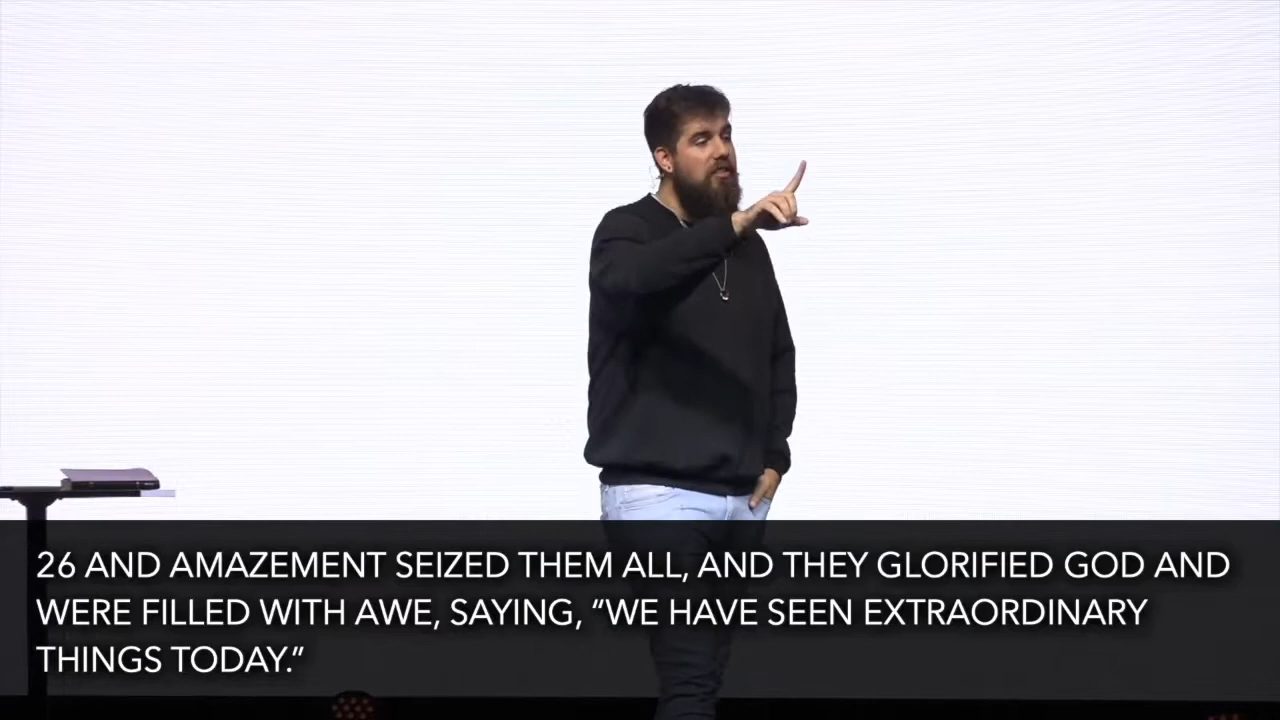 26 AND AMAZEMENT SEIZED THEM ALL, AND THEY GLORIFIED GOD AND
WERE FILLED WITH AWE, SAYING, “WE HAVE SEEN EXTRAORDINARY
THINGS TODAY.”